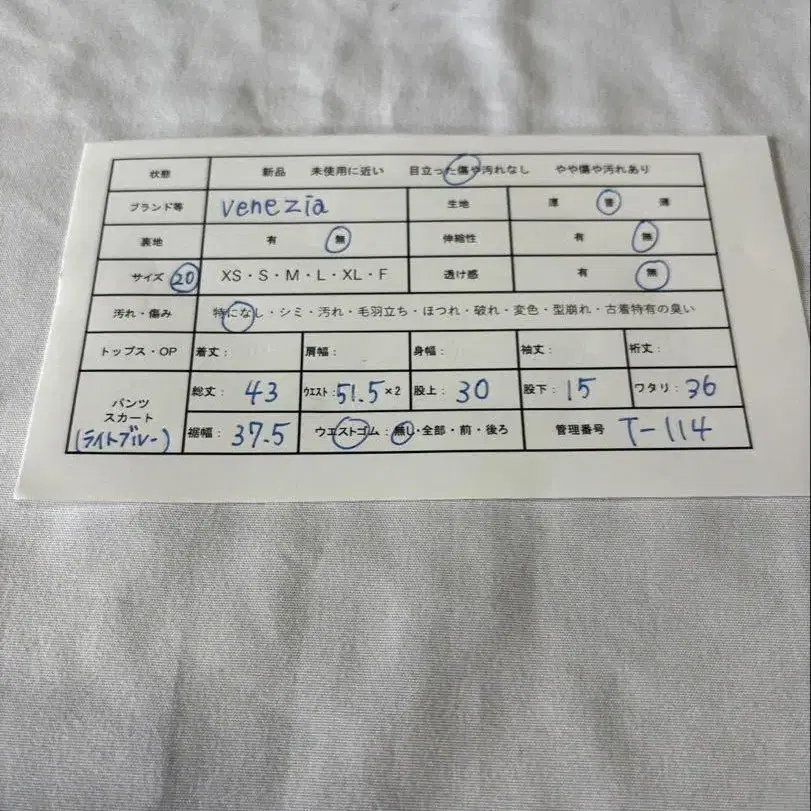 状態 新品 未使用に近い 目立った傷や汚れなし やや傷や汚れあり
ブランド等 venezia 生地 厚 普 薄
裏地 有 無 伸縮性 有 無
サイズ 20 XS・S・M・L・XL・F 透け感 有 無
汚れ・傷み 特になし・シミ・汚れ・毛羽立ち・ほつれ・破れ・変色・型崩れ・古着特有の臭い
トップス・OP 着丈: 肩幅: 身幅: 袖丈: 裄丈:
パンツ スカート (ライトブルー) 総丈: 43 ウエスト: 51.5×2 股上: 30 股下: 15 ワタリ: 36
裾幅: 37.5 ウエストゴム: 無し・全部・前・後ろ 管理番号 T-114